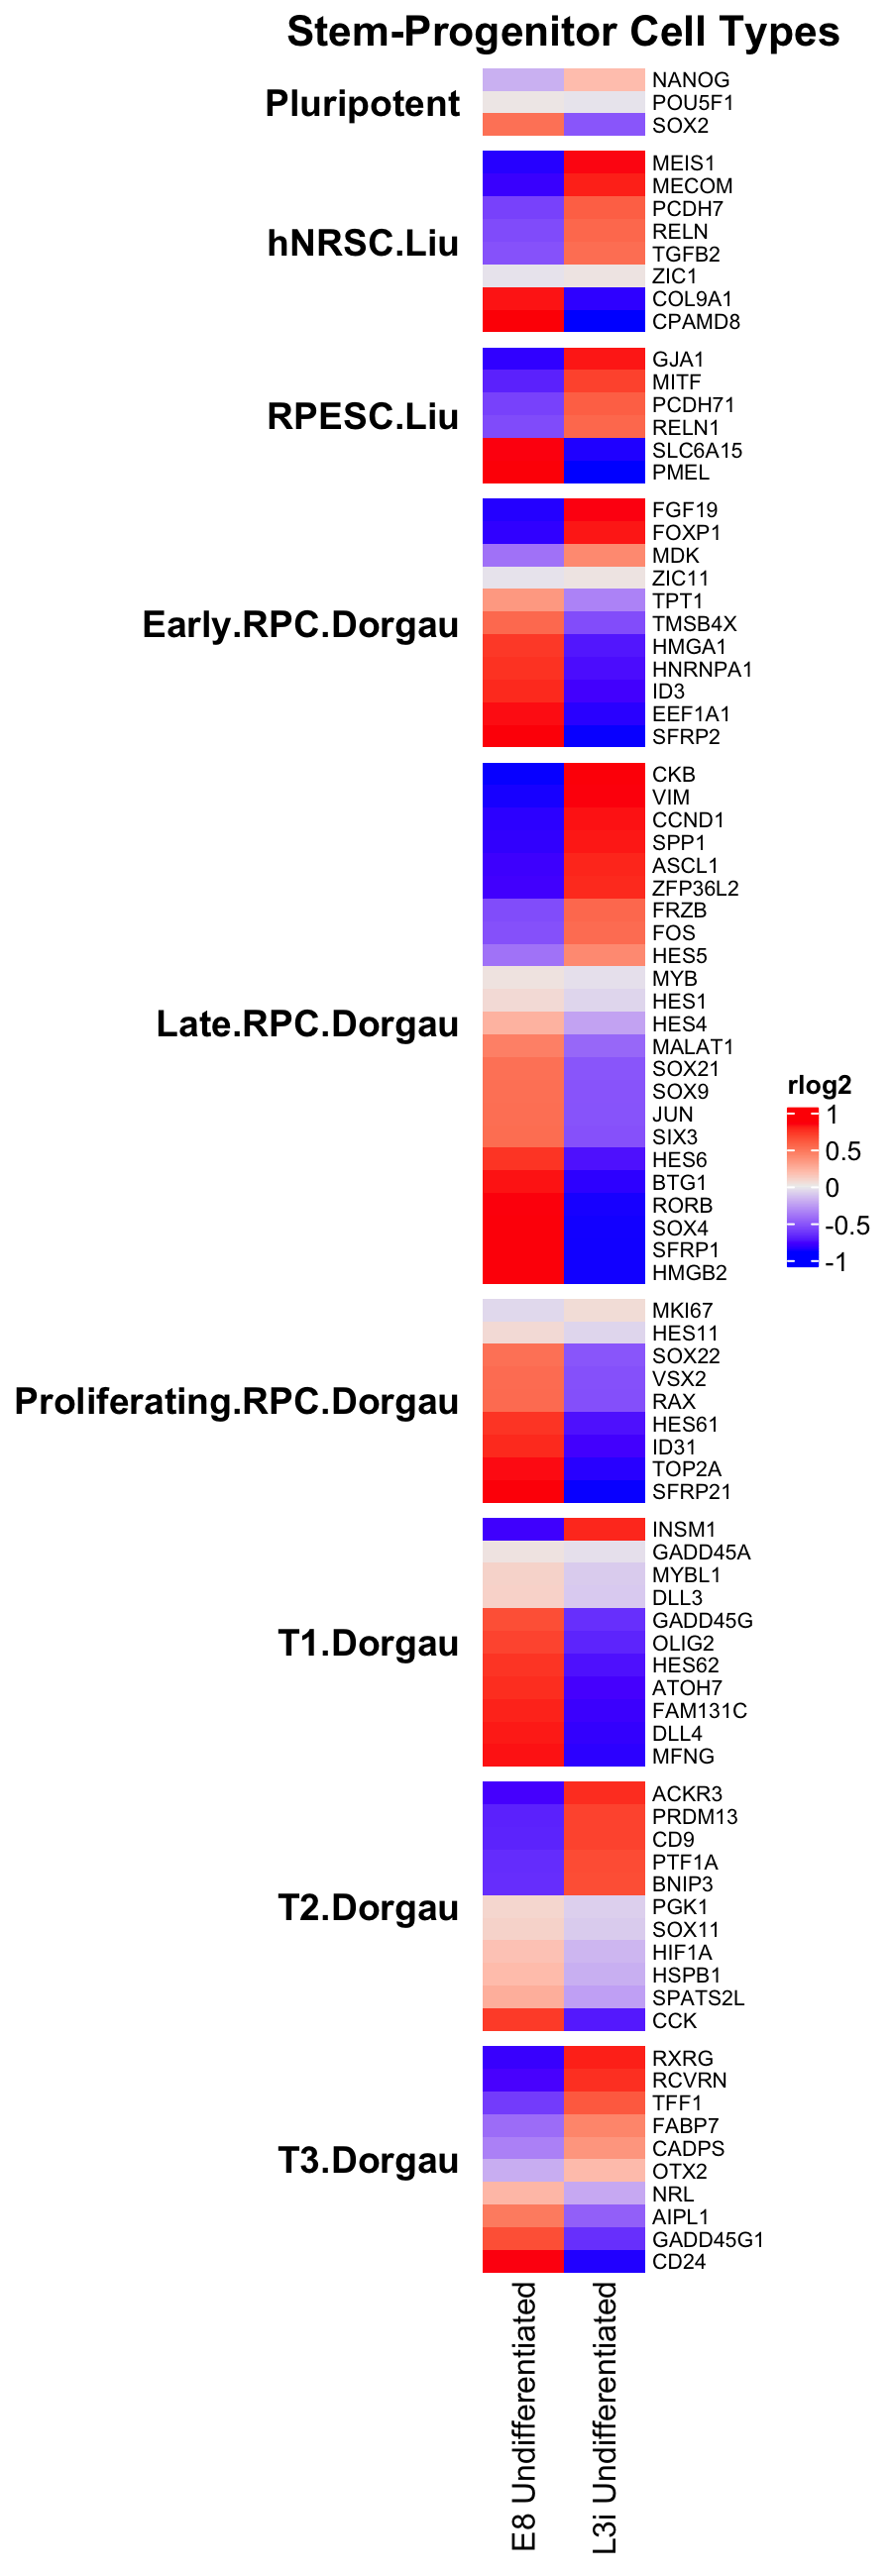 Stem-Progenitor Cell Types
Pluripotent
NANOG
POU5F1
SOX2
hNRSC.Liu
MEIS1
MECOM
PCDH7
RELN
TGFB2
ZIC1
COL9A1
CPAMD8
RPESC.Liu
GJA1
MITF
PCDH71
RELN1
SLC6A15
PMEL
Early.RPC.Dorgau
FGF19
FOXP1
MDK
ZIC11
TPT1
TMSB4X
HMGA1
HNRNPA1
ID3
EEF1A1
SFRP2
Late.RPC.Dorgau
CKB
VIM
CCND1
SPP1
ASCL1
ZFP36L2
FRZB
FOS
HES5
MYB
HES1
HES4
MALAT1
SOX21
SOX9
JUN
SIX3
HES6
BTG1
RORB
SOX4
SFRP1
HMGB2
rlog2
1
0.5
0
-0.5
-1
Proliferating.RPC.Dorgau
MKI67
HES11
SOX22
VSX2
RAX
HES61
ID31
TOP2A
SFRP21
T1.Dorgau
INSM1
GADD45A
MYBL1
DLL3
GADD45G
OLIG2
HES62
ATOH7
FAM131C
DLL4
MFNG
T2.Dorgau
ACKR3
PRDM13
CD9
PTF1A
BNIP3
PGK1
SOX11
HIF1A
HSPB1
SPATS2L
CCK
T3.Dorgau
RXRG
RCVRN
TFF1
FABP7
CADPS
OTX2
NRL
AIPL1
GADD45G1
CD24
E8 Undifferentiated
L3i Undifferentiated